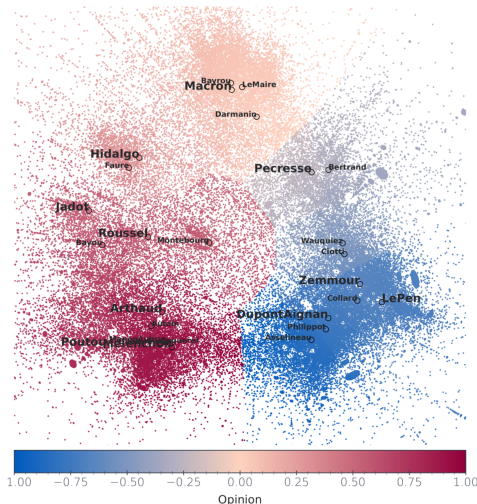 Bayrou
Macron
LeMaire
Darmanin
Hidalgo
Faure
Pecresse
Bertrand
Jadot
Roussel
Bayou
Montebourg
Wauquiez
Ciotti
Zemmour
Collard
LePen
Arthaud
DupontAignan
Philippot
Asselineau
Poutou
1.00 −0.75 −0.50 −0.25 0.00 0.25 0.50 0.75 1.00
Opinion